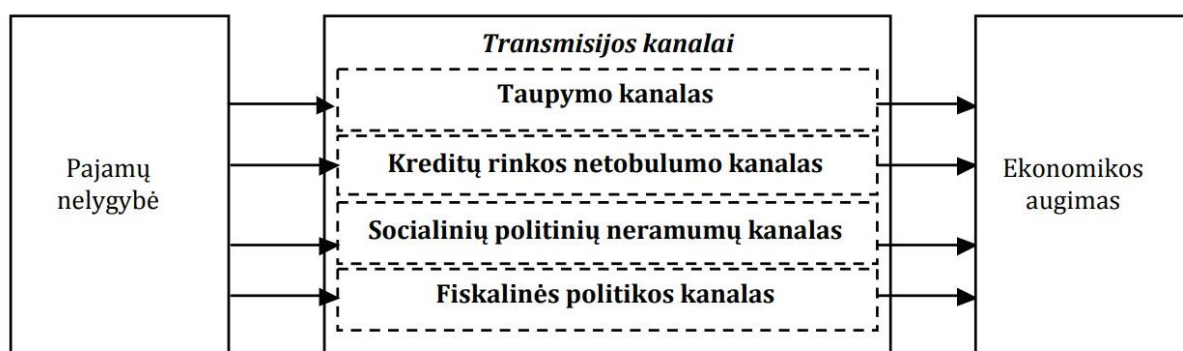 Transmisijos kanalai
Taupymo kanalas
Kreditų rinkos netobulumo kanalas
Socialinių politinių neramumų kanalas
Fiskalinės politikos kanalas
Pajamų
nelygybė
Ekonomikos
augimas